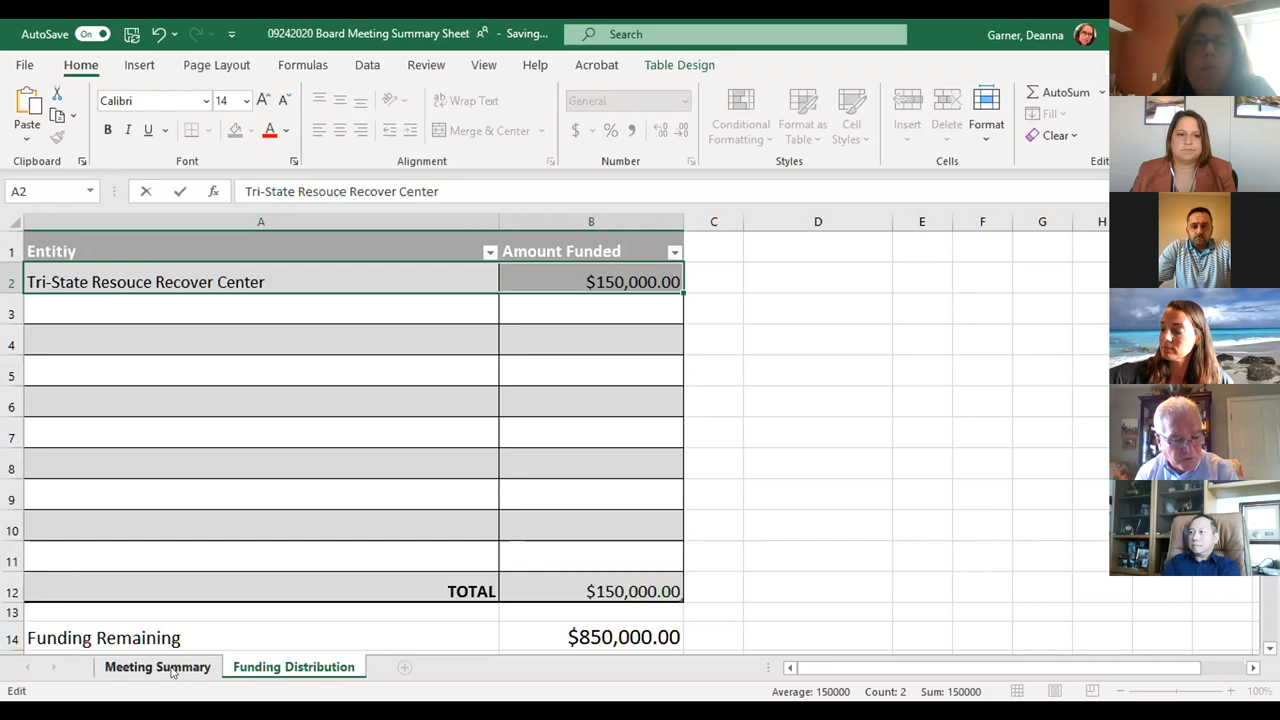 AutoSave On 09242020 Board Meeting Summary Sheet - Saving... Search Garner, Deanna
File Home Insert Page Layout Formulas Data Review View Help Acrobat Table Design
Paste Calibri 14 Wrap Text General Conditional Formatting Format as Table Cell Styles Insert Delete Format AutoSum
Merge & Center Fill
Clear
Clipboard Font Alignment Number Styles Cells Edit
A2 fx Tri-State Resouce Recover Center
A B C D E F G H
1 Entitiy Amount Funded
2 Tri-State Resouce Recover Center $150,000.00
3
4
5
6
7
8
9
10
11
12 TOTAL $150,000.00
13
14 Funding Remaining $850,000.00
Meeting Summary Funding Distribution
Edit Average: 150000 Count: 2 Sum: 150000 100%